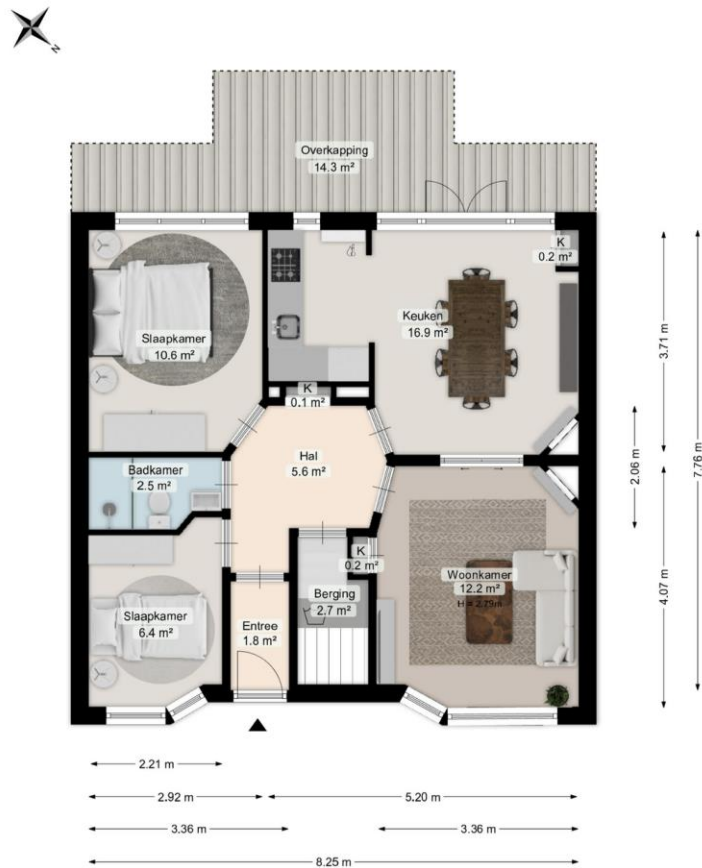 N
Overkapping
14.3 m²
K
0.2 m²
Keuken
16.9 m²
Slaapkamer
10.6 m²
K
0.1 m²
Hal
5.6 m²
Badkamer
2.5 m²
K
0.2 m²
Woonkamer
12.2 m²
H = 2.79m
Berging
2.7 m²
Slaapkamer
6.4 m²
Entree
1.8 m²
3.71 m
2.06 m
7.76 m
4.07 m
2.21 m
2.92 m
5.20 m
3.36 m
3.36 m
8.25 m